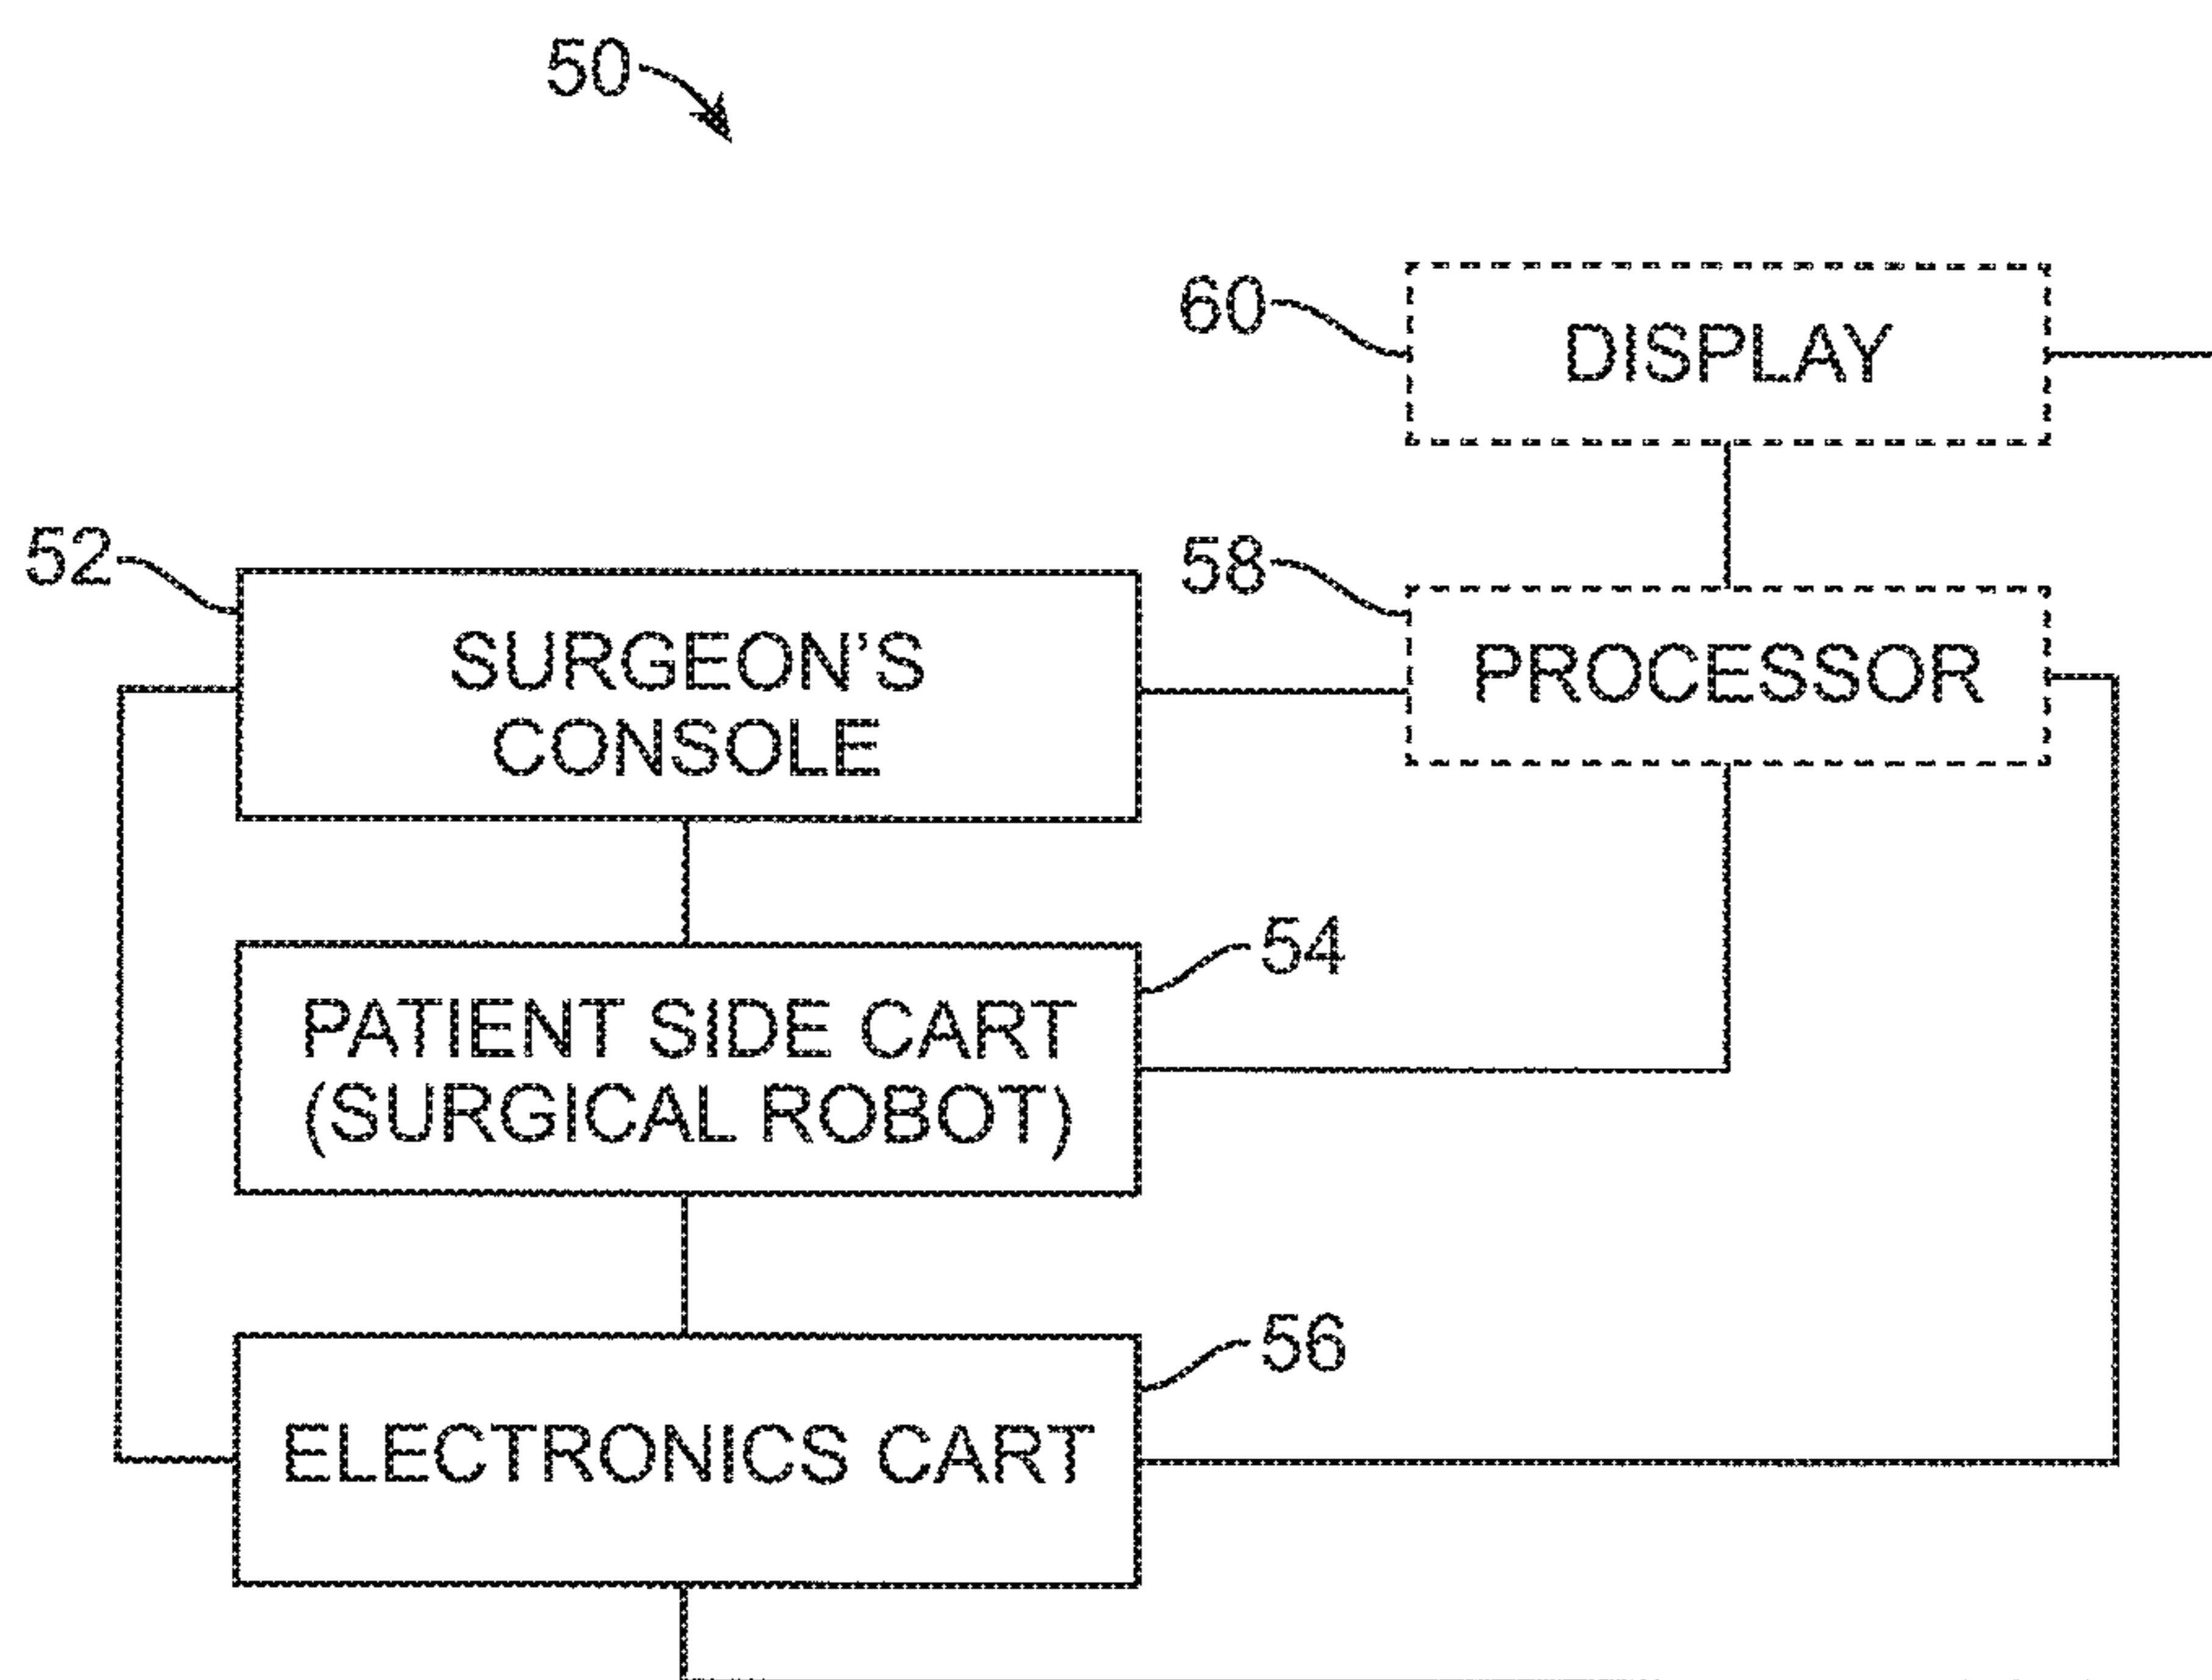 50
60
DISPLAY
52
58
SURGEON'S
CONSOLE
PROCESSOR
54
PATIENT SIDE CART
(SURGICAL ROBOT)
56
ELECTRONICS CART